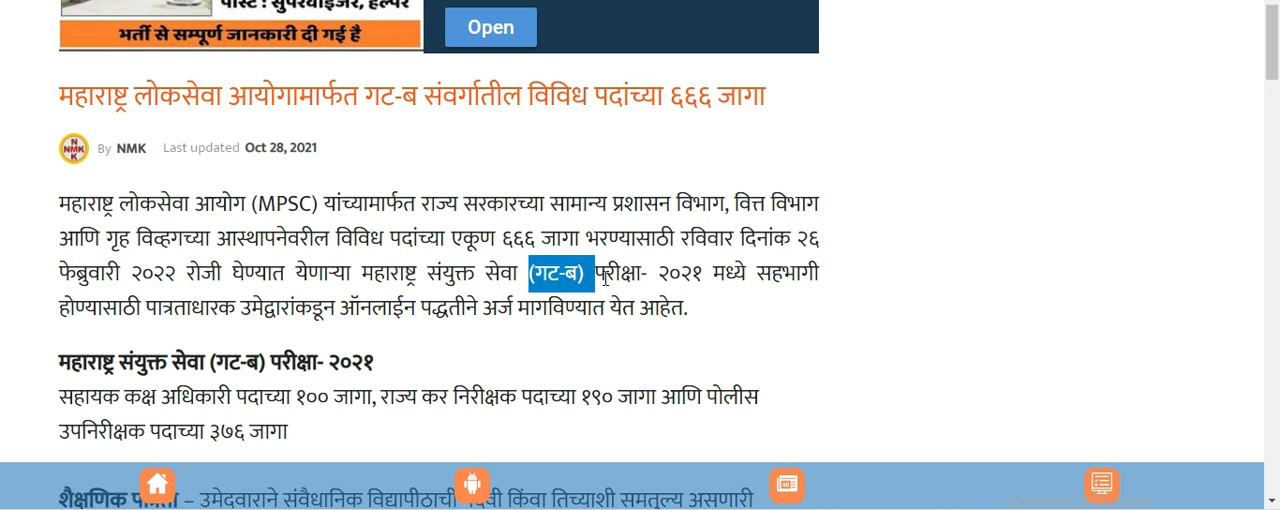 पोस्ट : सुपरवाइजर, हेल्पर
भर्ती से सम्पूर्ण जानकारी दी गई है
Open
महाराष्ट्र लोकसेवा आयोगामार्फत गट-ब संवर्गातील विविध पदांच्या ६६६ जागा
By NMK Last updated Oct 28, 2021
महाराष्ट्र लोकसेवा आयोग (MPSC) यांच्यामार्फत राज्य सरकारच्या सामान्य प्रशासन विभाग, वित्त विभाग
आणि गृह विव्हगच्या आस्थापनेवरील विविध पदांच्या एकूण ६६६ जागा भरण्यासाठी रविवार दिनांक २६
फेब्रुवारी २०२२ रोजी घेण्यात येणाऱ्या महाराष्ट्र संयुक्त सेवा (गट-ब) परीक्षा- २०२१ मध्ये सहभागी
होण्यासाठी पात्रताधारक उमेद्वारांकडून ऑनलाईन पद्धतीने अर्ज मागविण्यात येत आहेत.
महाराष्ट्र संयुक्त सेवा (गट-ब) परीक्षा- २०२१
सहायक कक्ष अधिकारी पदाच्या १०० जागा, राज्य कर निरीक्षक पदाच्या १९० जागा आणि पोलीस
उपनिरीक्षक पदाच्या ३७६ जागा
शैक्षणिक – उमेदवाराने संवैधानिक विद्यापीठाची किंवा तिच्याशी समतुल्य असणारी